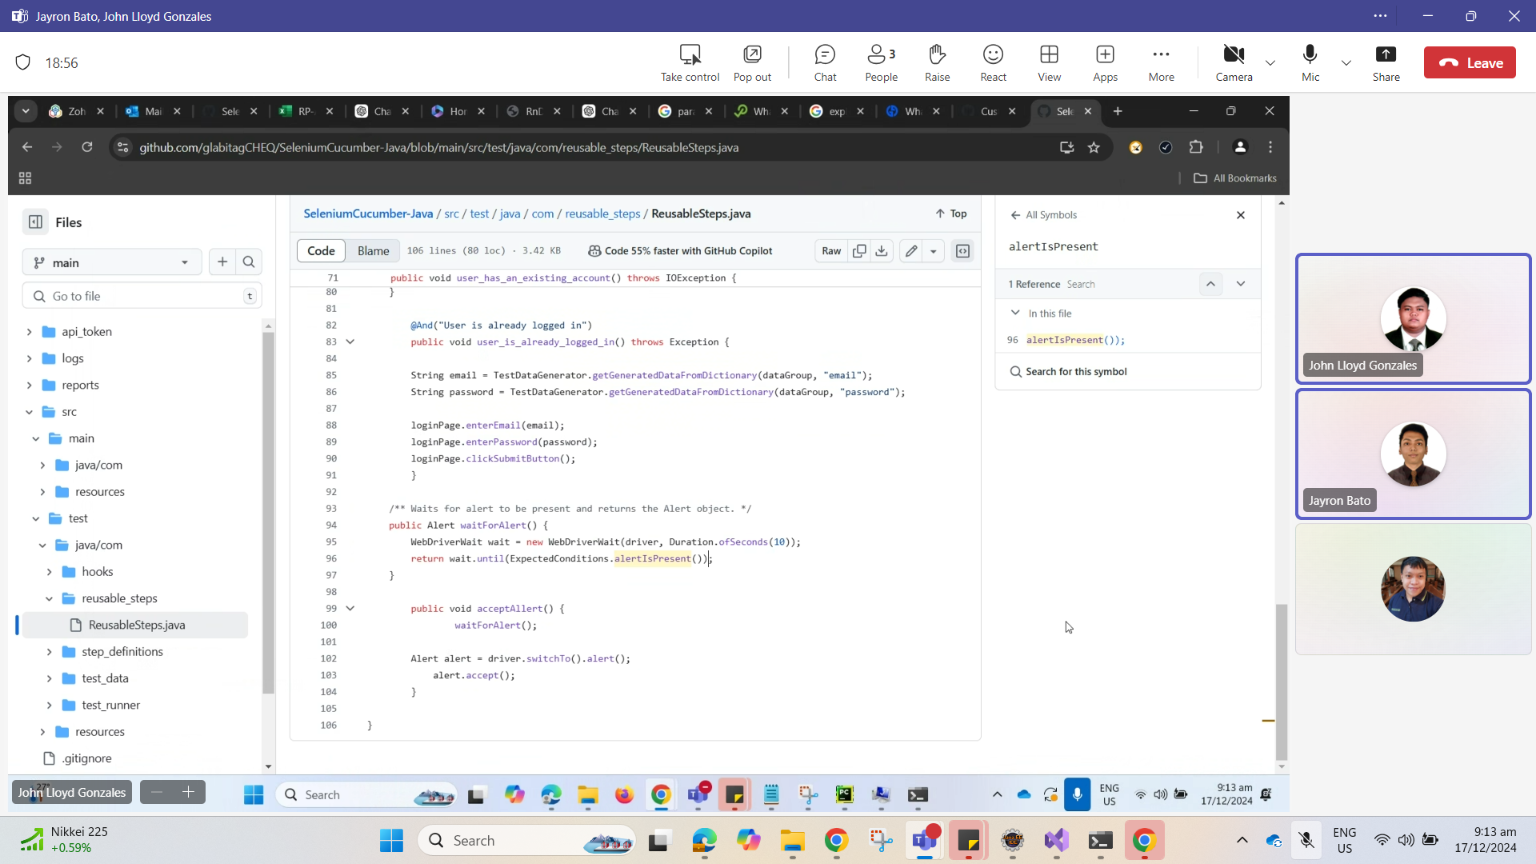 Jayron Bato, John Lloyd Gonzales
18:56
Take control
Pop out
Chat
3
People
Raise
React
View
Apps
More
Camera
Mic
Share
Leave
Zoh
Mai
Sele
RP-
Cha
Hor
RnD
Cha
par
Wh
exp
Wha
Cus
Sele
github.com/glabitagCHEQ/SeleniumCucumber-Java/blob/main/src/test/java/com/reusable_steps/ReusableSteps.java
All Bookmarks
Files
main
Go to file
t
api_token
logs
reports
src
main
java/com
resources
test
java/com
hooks
reusable_steps
ReusableSteps.java
step_definitions
test_data
test_runner
resources
.gitignore
SeleniumCucumber-Java / src / test / java / com / reusable_steps / ReusableSteps.java
Top
Code
Blame
106 lines (80 loc) · 3.42 KB
Code 55% faster with GitHub Copilot
Raw
71 public void user_has_an_existing_account() throws IOException {
80 }
81
82 @And("User is already logged in")
83 public void user_is_already_logged_in() throws Exception {
84
85 String email = TestDataGenerator.getGeneratedDataFromDictionary(dataGroup, "email");
86 String password = TestDataGenerator.getGeneratedDataFromDictionary(dataGroup, "password");
87
88 loginPage.enterEmail(email);
89 loginPage.enterPassword(password);
90 loginPage.clickSubmitButton();
91 }
92
93 /** Waits for alert to be present and returns the Alert object. */
94 public Alert waitForAlert() {
95 WebDriverWait wait = new WebDriverWait(driver, Duration.ofSeconds(10));
96 return wait.until(ExpectedConditions.alertIsPresent());
97 }
98
99 public void acceptAllert() {
100 waitForAlert();
101
102 Alert alert = driver.switchTo().alert();
103 alert.accept();
104 }
105
106 }
All Symbols
alertIsPresent
1 Reference Search
In this file
96 alertIsPresent());
Search for this symbol
John Lloyd Gonzales
Jayron Bato
John Lloyd Gonzales
Search
ENG
US
9:13 am
17/12/2024
Nikkei 225
+0.59%
Search
ENG
US
9:13 am
17/12/2024